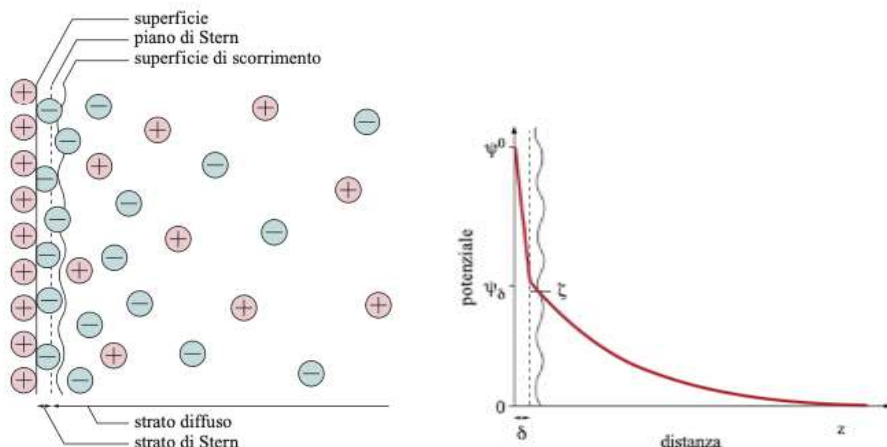 superficie
piano di Stern
superficie di scorrimento
strato diffuso
strato di Stern
ψ⁰
potenziale
ψδ
ζ
0
δ
distanza
z